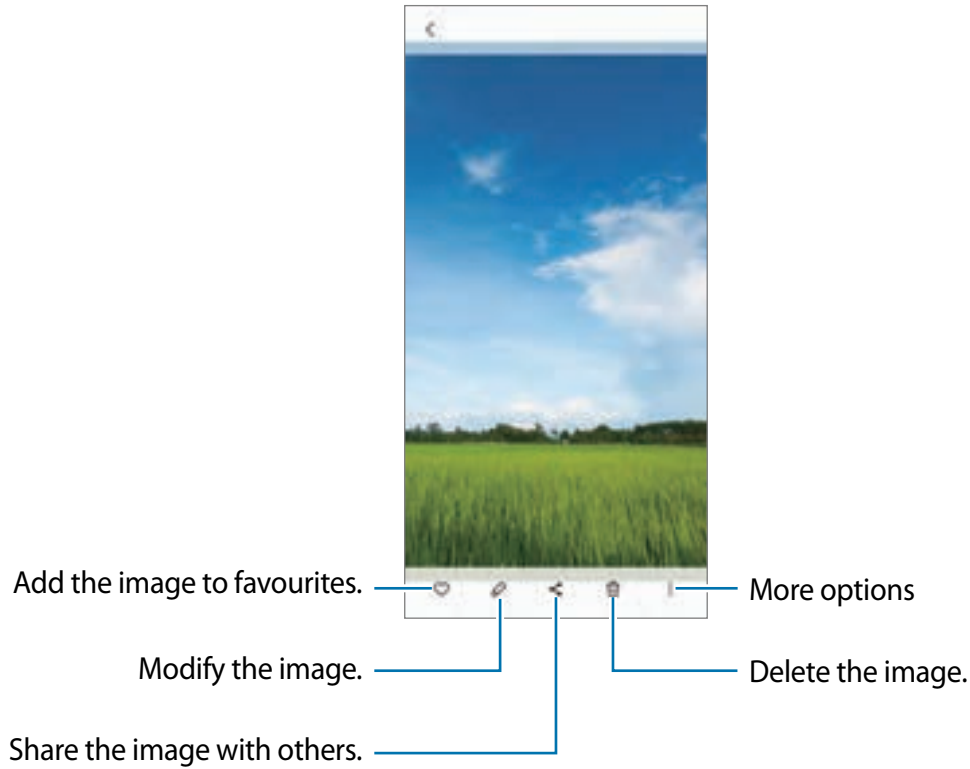 Add the image to favourites.
More options
Modify the image.
Delete the image.
Share the image with others.